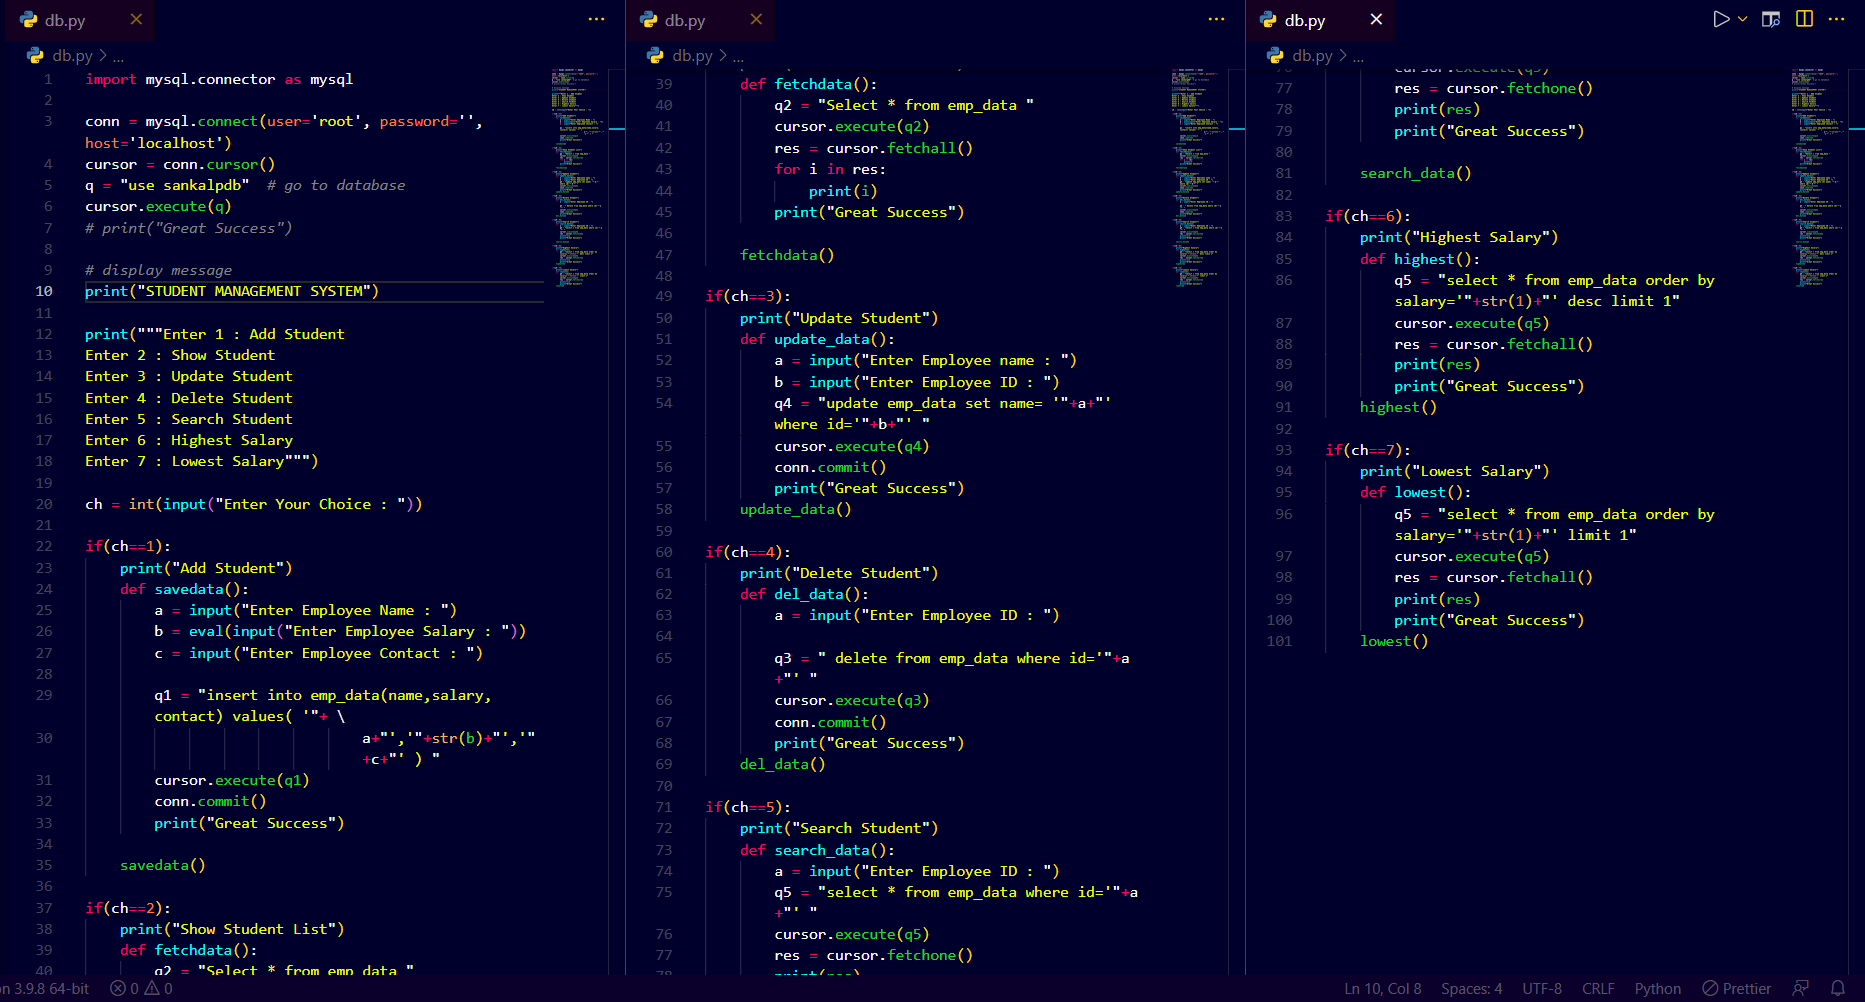 db.py
db.py > ...
1 import mysql.connector as mysql
2
3 conn = mysql.connect(user='root', password='',
host='localhost')
4 cursor = conn.cursor()
5 q = "use sankalpdb"  # go to database
6 cursor.execute(q)
7 # print("Great Success")
8
9 # display message
10 print("STUDENT MANAGEMENT SYSTEM")
11
12 print("""Enter 1 : Add Student
13 Enter 2 : Show Student
14 Enter 3 : Update Student
15 Enter 4 : Delete Student
16 Enter 5 : Search Student
17 Enter 6 : Highest Salary
18 Enter 7 : Lowest Salary""")
19
20 ch = int(input("Enter Your Choice : "))
21
22 if(ch==1):
23 print("Add Student")
24 def savedata():
25 a = input("Enter Employee Name : ")
26 b = eval(input("Enter Employee Salary : "))
27 c = input("Enter Employee Contact : ")
28
29 q1 = "insert into emp_data(name,salary,
contact) values( '"+ \
30 a+"','"+str(b)+"','"
+c+"' ) "
31 cursor.execute(q1)
32 conn.commit()
33 print("Great Success")
34
35 savedata()
36
37 if(ch==2):
38 print("Show Student List")
39 def fetchdata():
40 q2 = "Select * from emp_data "
db.py
db.py > ...
39 def fetchdata():
40 q2 = "Select * from emp_data "
41 cursor.execute(q2)
42 res = cursor.fetchall()
43 for i in res:
44 print(i)
45 print("Great Success")
46
47 fetchdata()
48
49 if(ch==3):
50 print("Update Student")
51 def update_data():
52 a = input("Enter Employee name : ")
53 b = input("Enter Employee ID : ")
54 q4 = "update emp_data set name= '"+a+"'
where id='"+b+"' "
55 cursor.execute(q4)
56 conn.commit()
57 print("Great Success")
58 update_data()
59
60 if(ch==4):
61 print("Delete Student")
62 def del_data():
63 a = input("Enter Employee ID : ")
64
65 q3 = " delete from emp_data where id='"+a
+"' "
66 cursor.execute(q3)
67 conn.commit()
68 print("Great Success")
69 del_data()
70
71 if(ch==5):
72 print("Search Student")
73 def search_data():
74 a = input("Enter Employee ID : ")
75 q5 = "select * from emp_data where id='"+a
+"' "
76 cursor.execute(q5)
77 res = cursor.fetchone()
78 print(res)
db.py
db.py > ...
76 cursor.execute(q5)
77 res = cursor.fetchone()
78 print(res)
79 print("Great Success")
80
81 search_data()
82
83 if(ch==6):
84 print("Highest Salary")
85 def highest():
86 q5 = "select * from emp_data order by
salary='"+str(1)+"' desc limit 1"
87 cursor.execute(q5)
88 res = cursor.fetchall()
89 print(res)
90 print("Great Success")
91 highest()
92
93 if(ch==7):
94 print("Lowest Salary")
95 def lowest():
96 q5 = "select * from emp_data order by
salary='"+str(1)+"' limit 1"
97 cursor.execute(q5)
98 res = cursor.fetchall()
99 print(res)
100 print("Great Success")
101 lowest()
n 3.9.8 64-bit 0 0 Ln 10, Col 8 Spaces: 4 UTF-8 CRLF Python Prettier